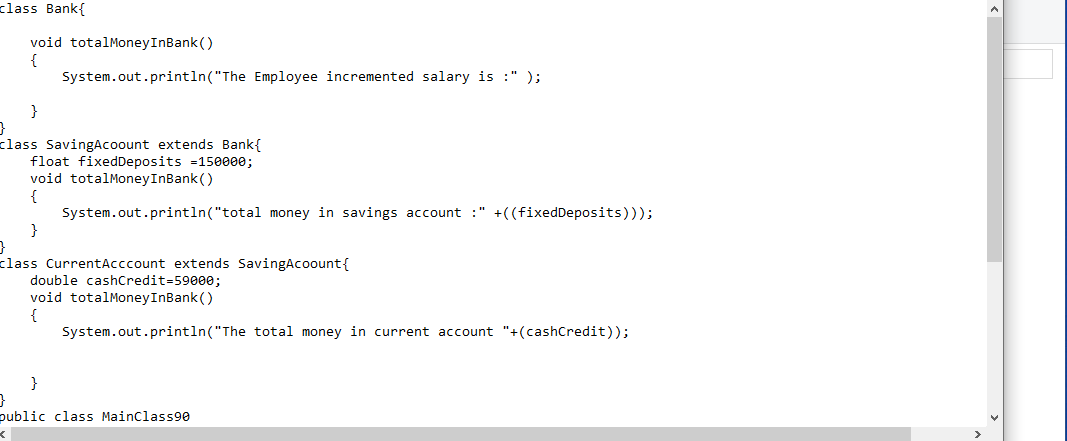 class Bank{
void totalMoneyInBank()
{
System.out.println("The Employee incremented salary is :" );
}
}
class SavingAcoount extends Bank{
float fixedDeposits =150000;
void totalMoneyInBank()
{
System.out.println("total money in savings account :" +((fixedDeposits)));
}
}
class CurrentAcccount extends SavingAcoount{
double cashCredit=59000;
void totalMoneyInBank()
{
System.out.println("The total money in current account "+(cashCredit));
}
}
public class MainClass90